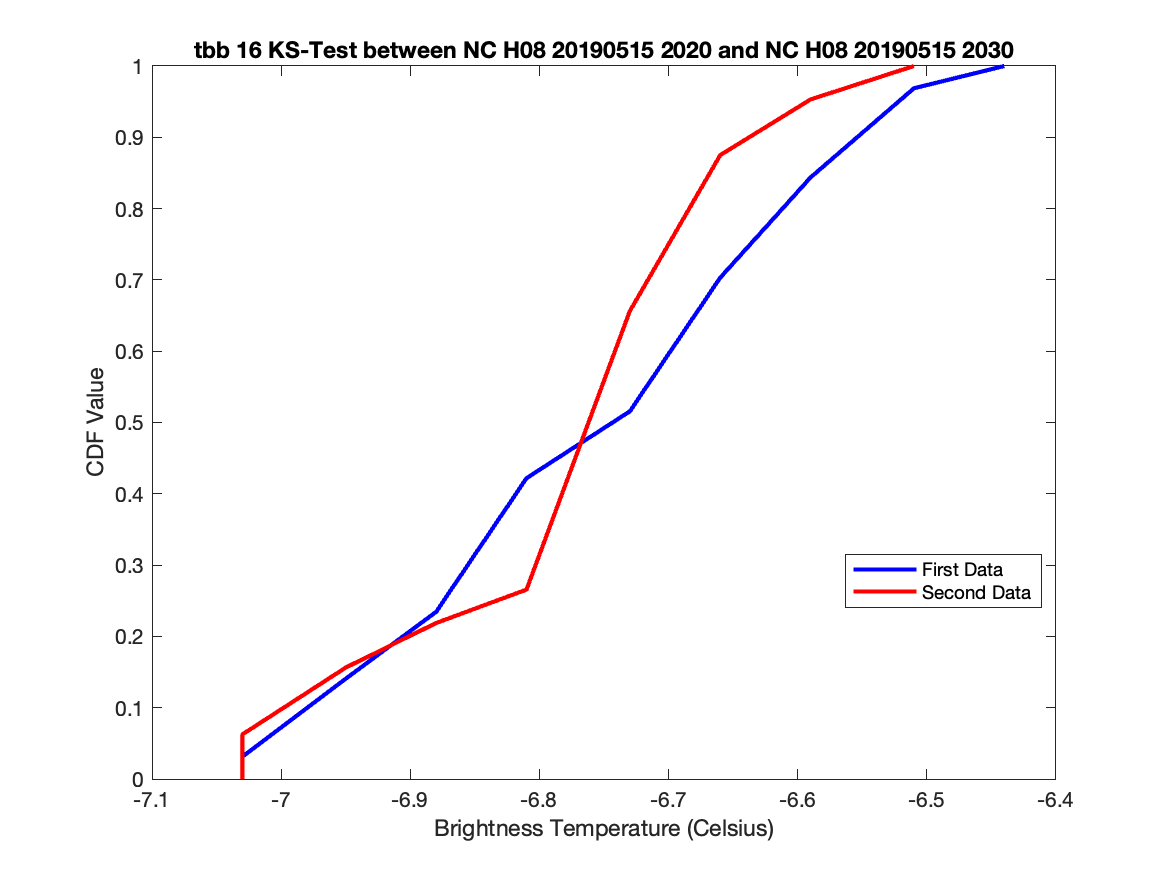 tbb 16 KS-Test between NC H08 20190515 2020 and NC H08 20190515 2030
1
0.9
0.8
0.7
0.6
0.5
0.4
0.3
0.2
0.1
0
CDF Value
First Data
Second Data
-7.1 -7 -6.9 -6.8 -6.7 -6.6 -6.5 -6.4
Brightness Temperature (Celsius)